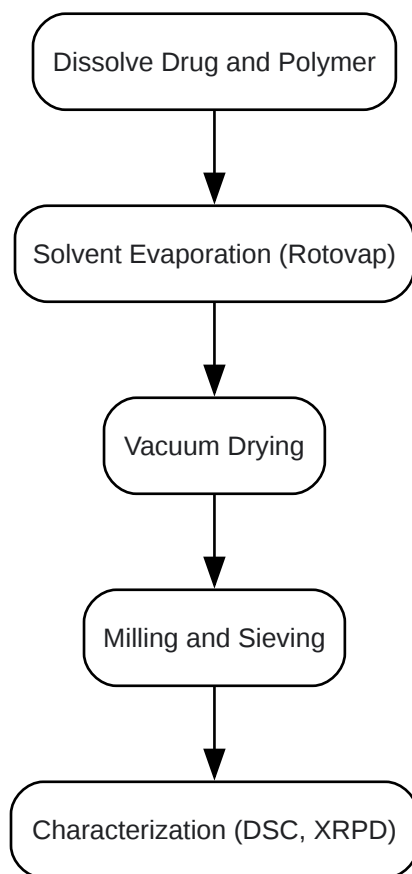 Dissolve Drug and Polymer
Solvent Evaporation (Rotovap)
Vacuum Drying
Milling and Sieving
Characterization (DSC, XRPD)